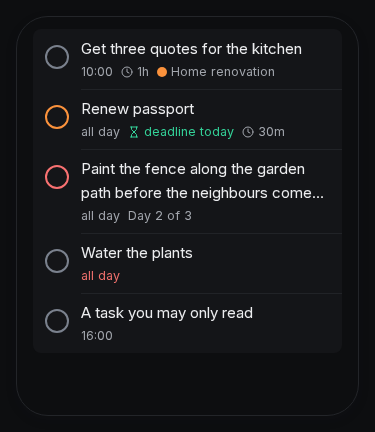 Get three quotes for the kitchen
10:00 1h Home renovation
Renew passport
all day deadline today 30m
Paint the fence along the garden
path before the neighbours come...
all day Day 2 of 3
Water the plants
all day
A task you may only read
16:00